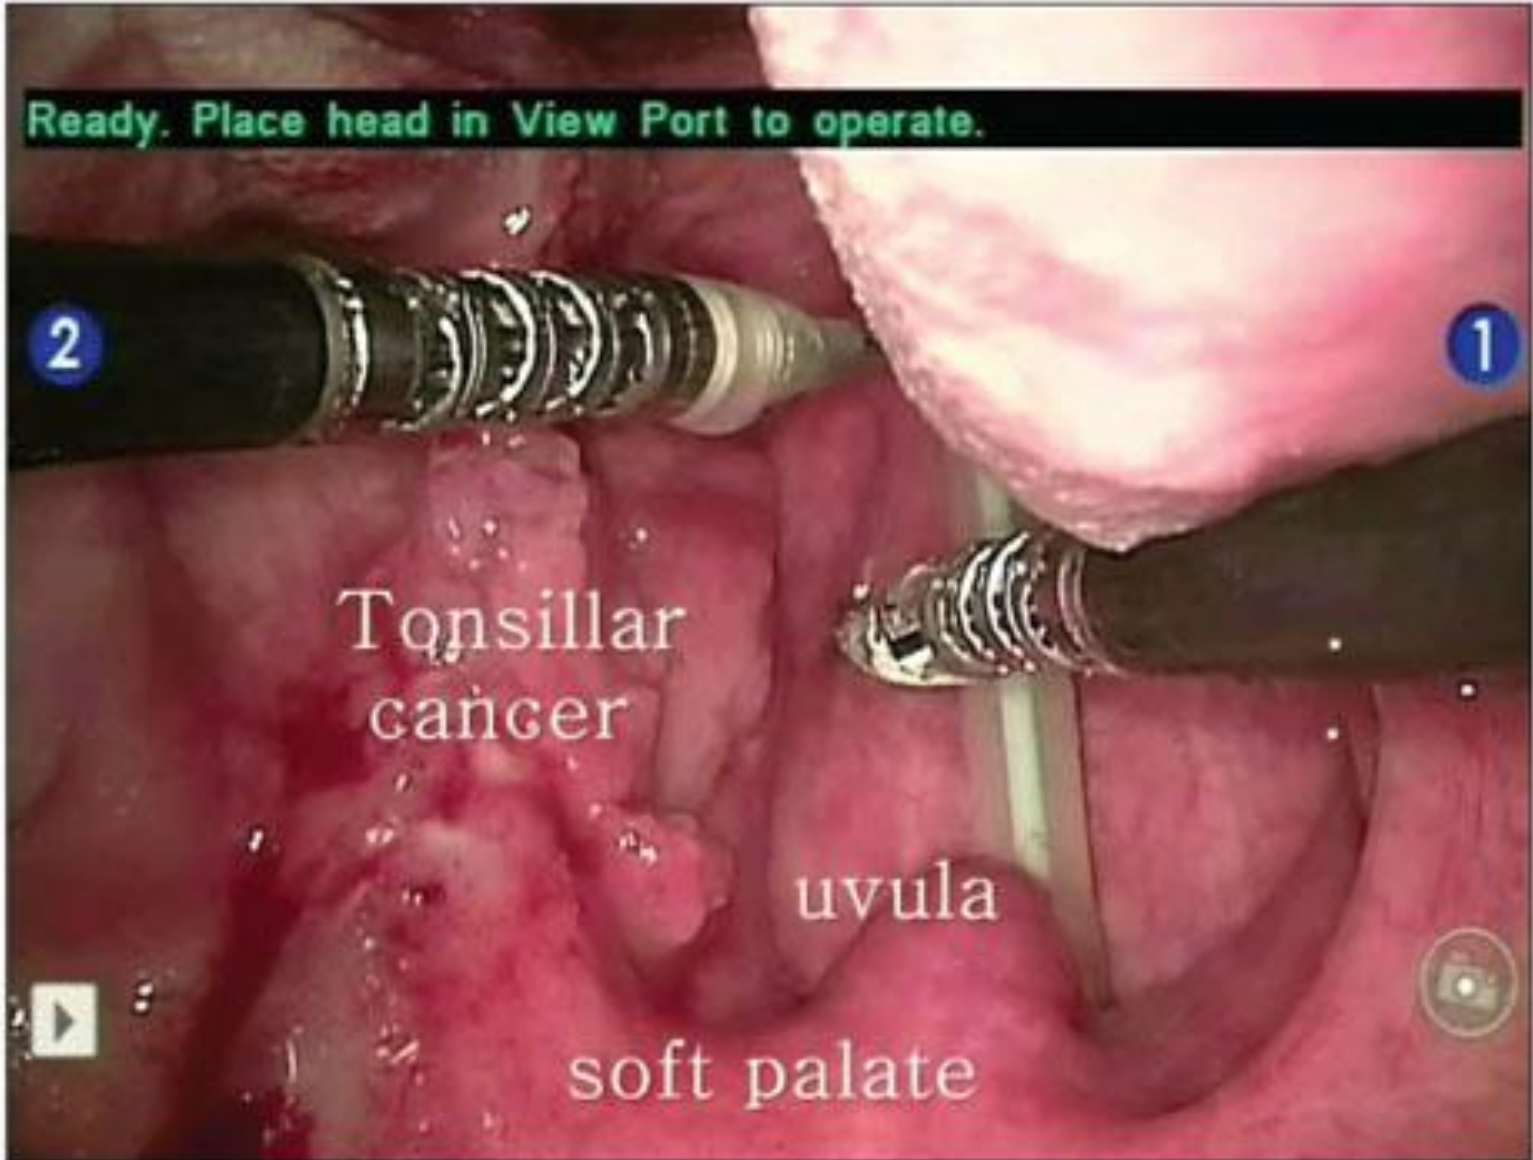 Ready. Place head in View Port to operate.
2
1
Tonsillar
cancer
uvula
soft palate